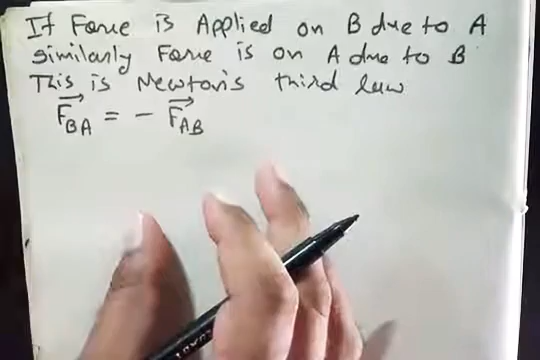 If Force is Applied on B due to A
similarly Force is on A due to B
This is Newton's third law
F⃗BA = - F⃗AB